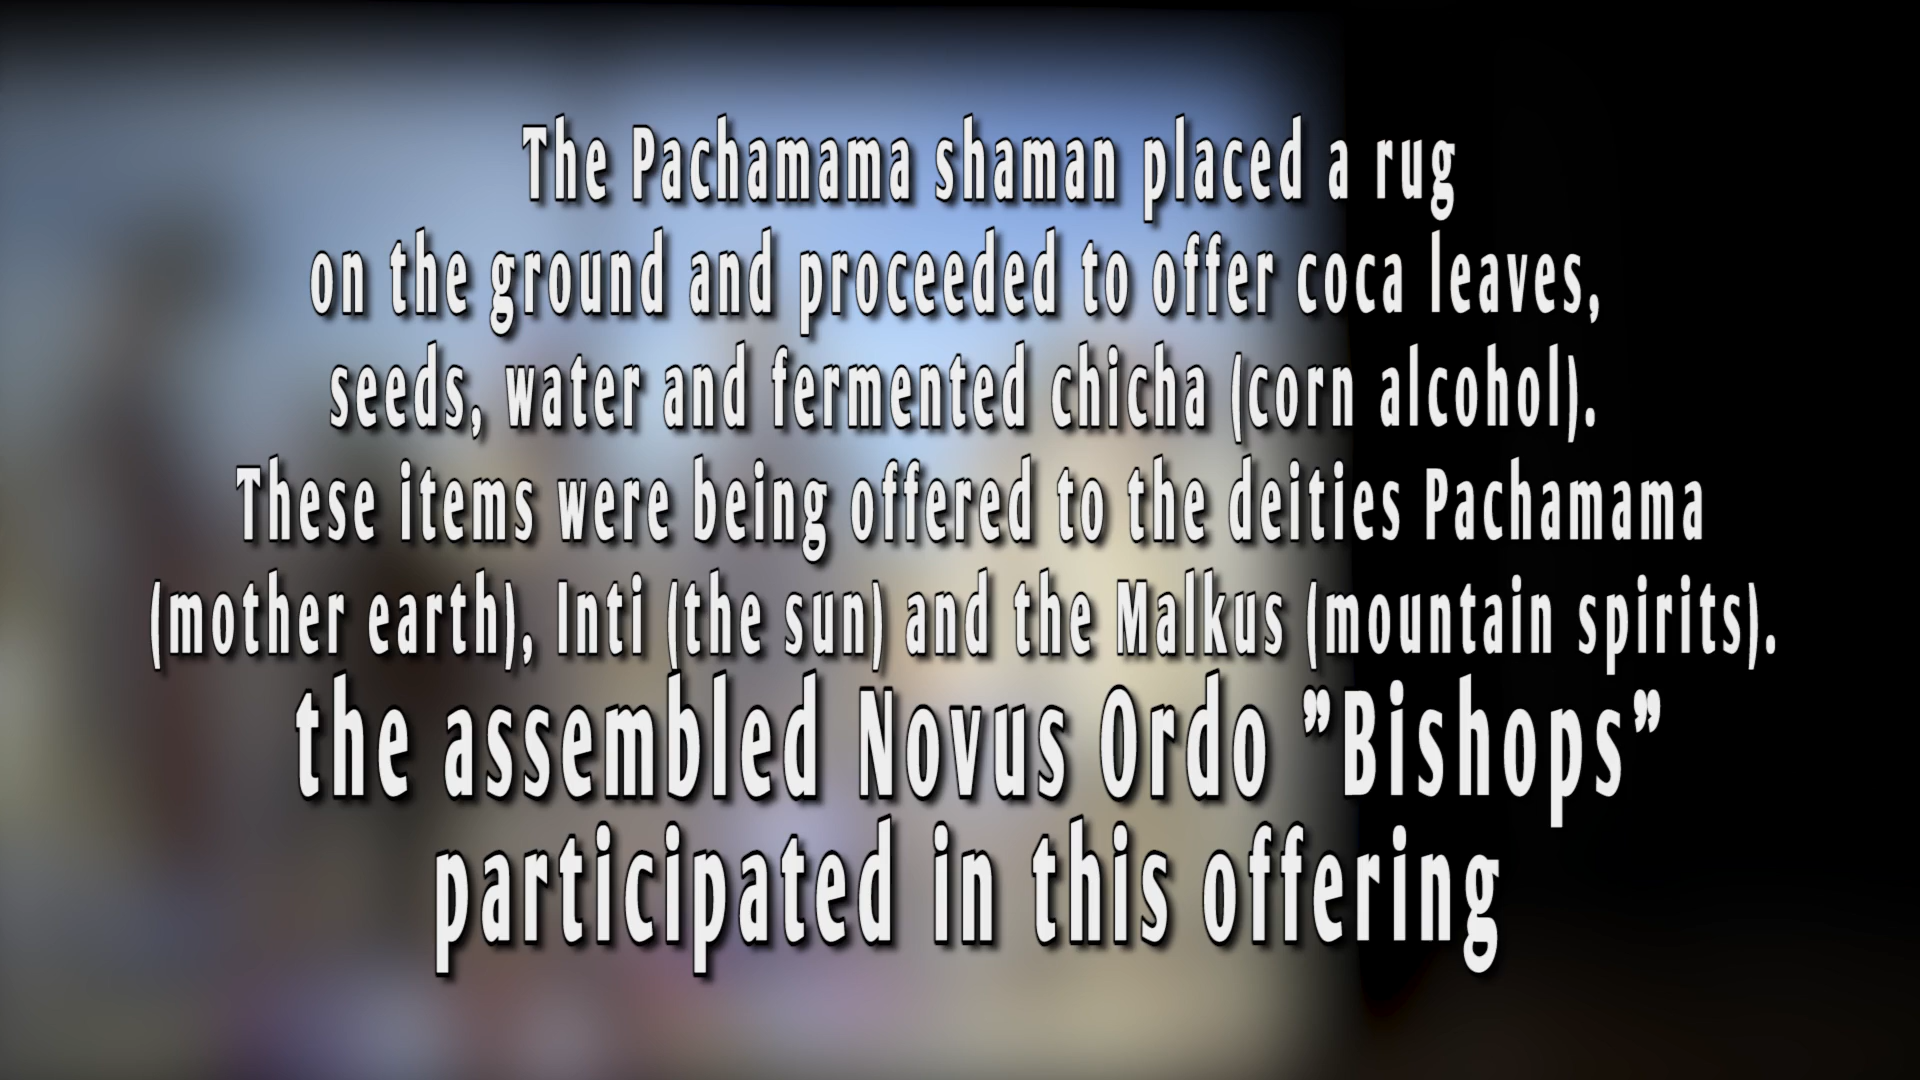 The Pachamama shaman placed a rug
on the ground and proceeded to offer coca leaves,
seeds, water and fermented chicha (corn alcohol).
These items were being offered to the deities Pachamama
(mother earth), Inti (the sun) and the Malkus (mountain spirits).
the assembled Novus Ordo ”Bishops”
participated in this offering